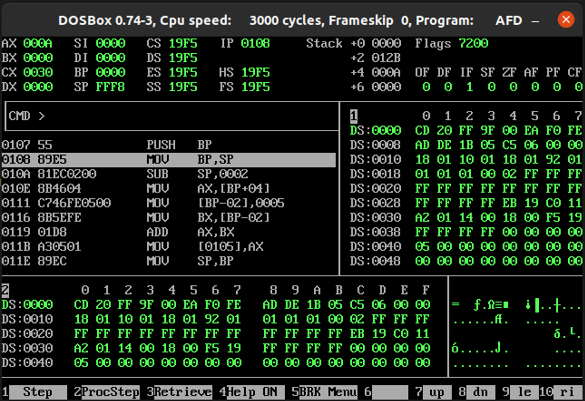 DOSBox 0.74-3, Cpu speed: 3000 cycles, Frameskip 0, Program: AFD
AX 000A SI 0000 CS 19F5 IP 0108 Stack +0 0000 Flags 7200
BX 0000 DI 0000 DS 19F5 +2 012B
CX 0030 BP 0000 ES 19F5 HS 19F5 +4 000A OF DF IF SF ZF AF PF CF
DX 0000 SP FFF8 SS 19F5 FS 19F5 +6 0000 0 0 1 0 0 0 0 0
CMD >
1 0 1 2 3 4 5 6 7
DS:0000 CD 20 FF 9F 00 EA F0 FE
DS:0008 AD DE 1B 05 C5 06 00 00
DS:0010 18 01 10 01 18 01 92 01
DS:0018 01 01 01 00 02 FF FF FF
DS:0020 FF FF FF FF FF FF FF FF
DS:0028 FF FF FF FF EB 19 C0 11
DS:0030 A2 01 14 00 18 00 F5 19
DS:0038 FF FF FF FF 00 00 00 00
DS:0040 05 00 00 00 00 00 00 00
DS:0048 00 00 00 00 00 00 00 00
0107 55 PUSH BP
0108 89E5 MOV BP,SP
010A 81EC0200 SUB SP,0002
010E 8B4604 MOV AX,[BP+04]
0111 C746FE0500 MOV [BP-02],0005
0116 8B5EFE MOV BX,[BP-02]
0119 01D8 ADD AX,BX
011B A30501 MOV [0105],AX
011E 89EC MOV SP,BP
2 0 1 2 3 4 5 6 7 8 9 A B C D E F
DS:0000 CD 20 FF 9F 00 EA F0 FE AD DE 1B 05 C5 06 00 00
DS:0010 18 01 10 01 18 01 92 01 01 01 01 00 02 FF FF FF
DS:0020 FF FF FF FF FF FF FF FF FF FF FF FF EB 19 C0 11
DS:0030 A2 01 14 00 18 00 F5 19 FF FF FF FF 00 00 00 00
DS:0040 05 00 00 00 00 00 00 00 00 00 00 00 00 00 00 00
1 Step 2ProcStep 3Retrieve 4Help ON 5BRK Menu 6 7 up 8 dn 9 le 10 ri